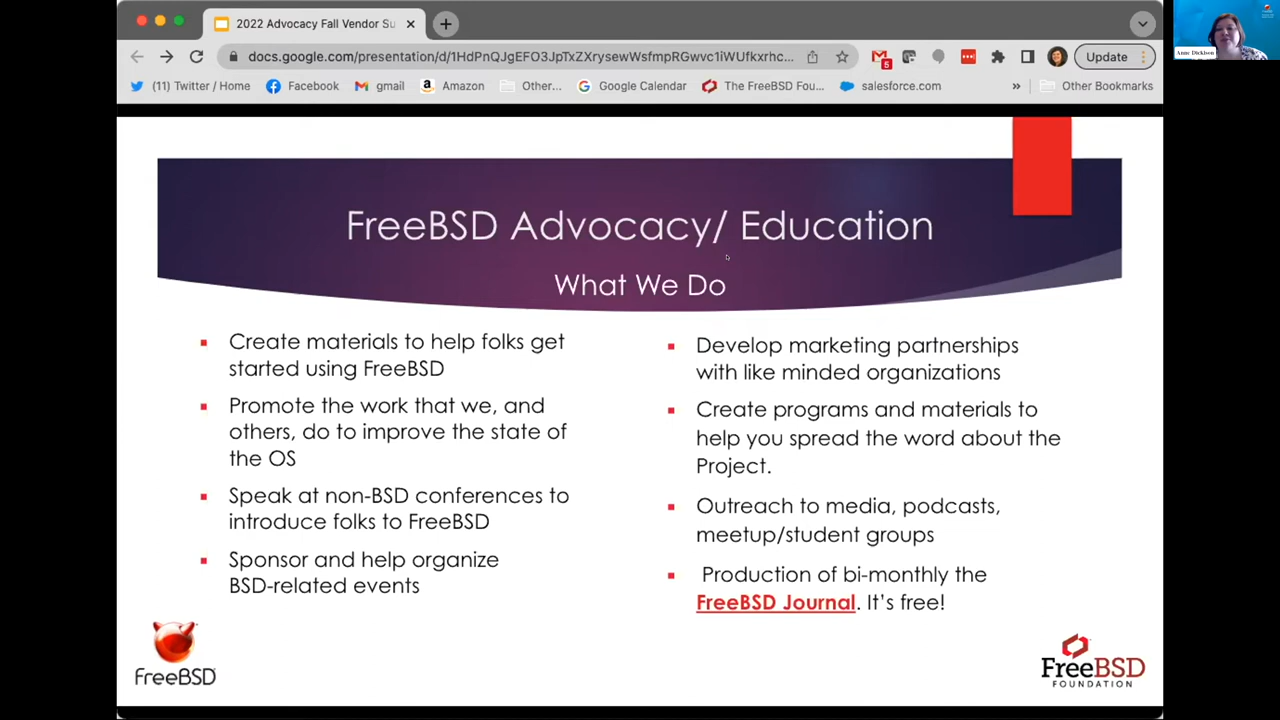 2022 Advocacy Fall Vendor Su
docs.google.com/presentation/d/1HdPnQJgEFO3JpTxZXrysewWsfmpRGwvc1iWUfkxrhc...
5
Update
(11) Twitter / Home
Facebook
gmail
Amazon
Other...
Google Calendar
The FreeBSD Fou...
salesforce.com
»
Other Bookmarks
Anne Dickison
FreeBSD Advocacy/ Education
What We Do
Create materials to help folks get
started using FreeBSD
Promote the work that we, and
others, do to improve the state of
the OS
Speak at non-BSD conferences to
introduce folks to FreeBSD
Sponsor and help organize
BSD-related events
Develop marketing partnerships
with like minded organizations
Create programs and materials to
help you spread the word about the
Project.
Outreach to media, podcasts,
meetup/student groups
Production of bi-monthly the
FreeBSD Journal. It's free!
FreeBSD
FreeBSD
FOUNDATION